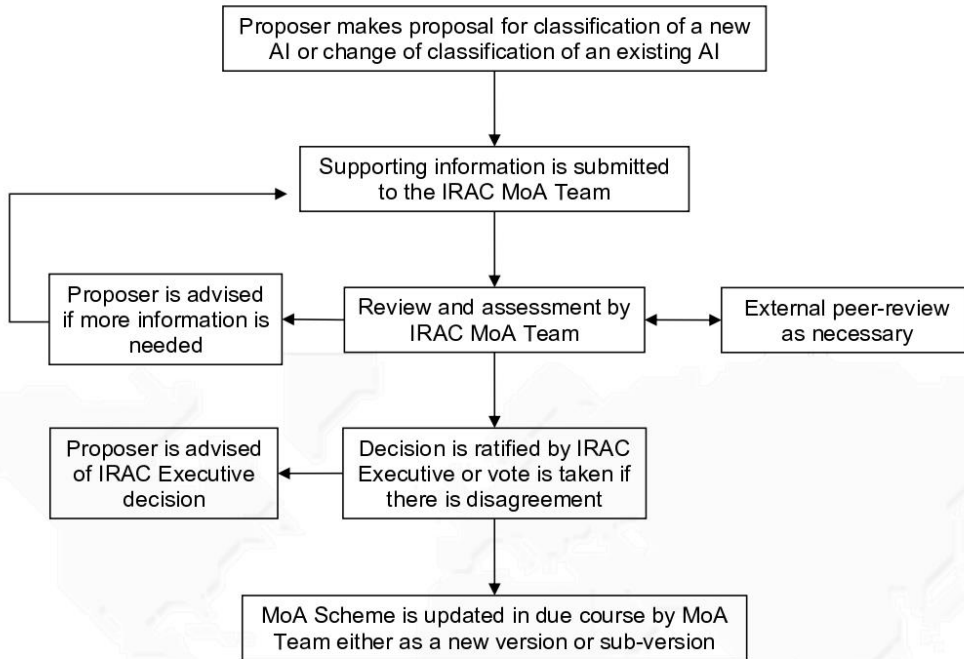 Proposer makes proposal for classification of a new
AI or change of classification of an existing AI
Supporting information is submitted
to the IRAC MoA Team
Proposer is advised
if more information is
needed
Review and assessment by
IRAC MoA Team
External peer-review
as necessary
Proposer is advised
of IRAC Executive
decision
Decision is ratified by IRAC
Executive or vote is taken if
there is disagreement
MoA Scheme is updated in due course by MoA
Team either as a new version or sub-version